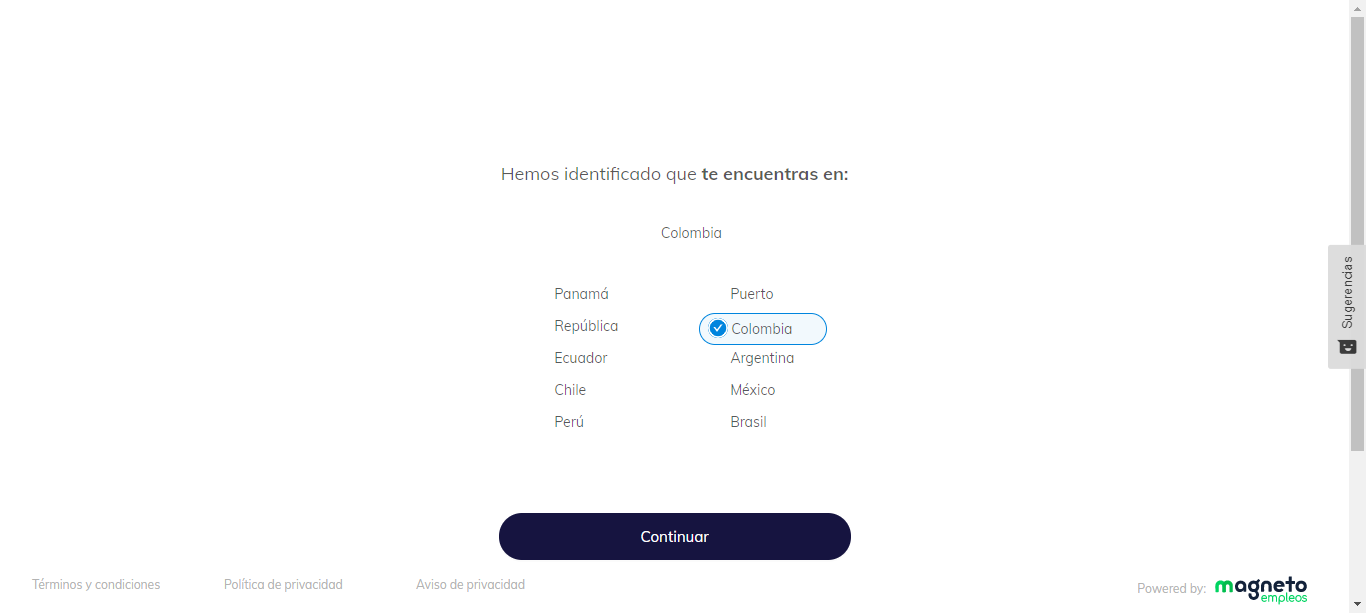 Hemos identificado que te encuentras en:
Colombia
Panamá
Puerto
República
Colombia
Ecuador
Argentina
Chile
México
Perú
Brasil
Sugerencias
Continuar
Términos y condiciones
Política de privacidad
Aviso de privacidad
Powered by:
magneto
empleos